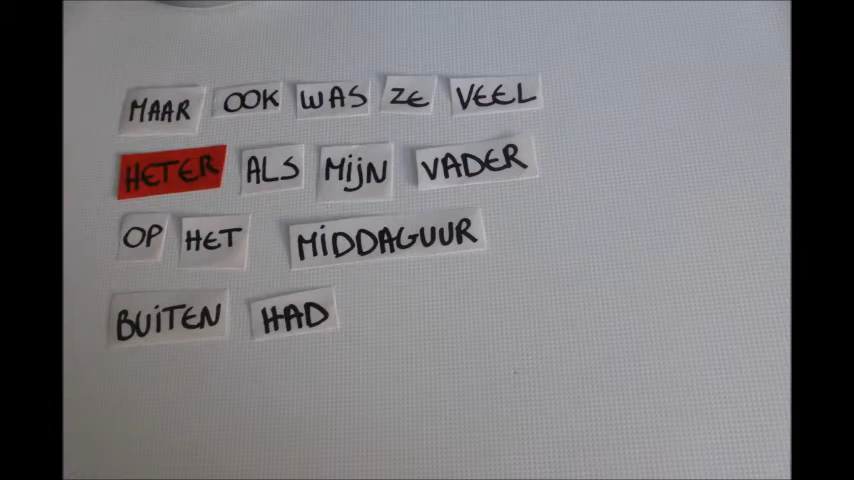 MAAR OOK WAS ZE VEEL
HETER ALS MIJN VADER
OP HET MIDDAGUUR
BUITEN HAD